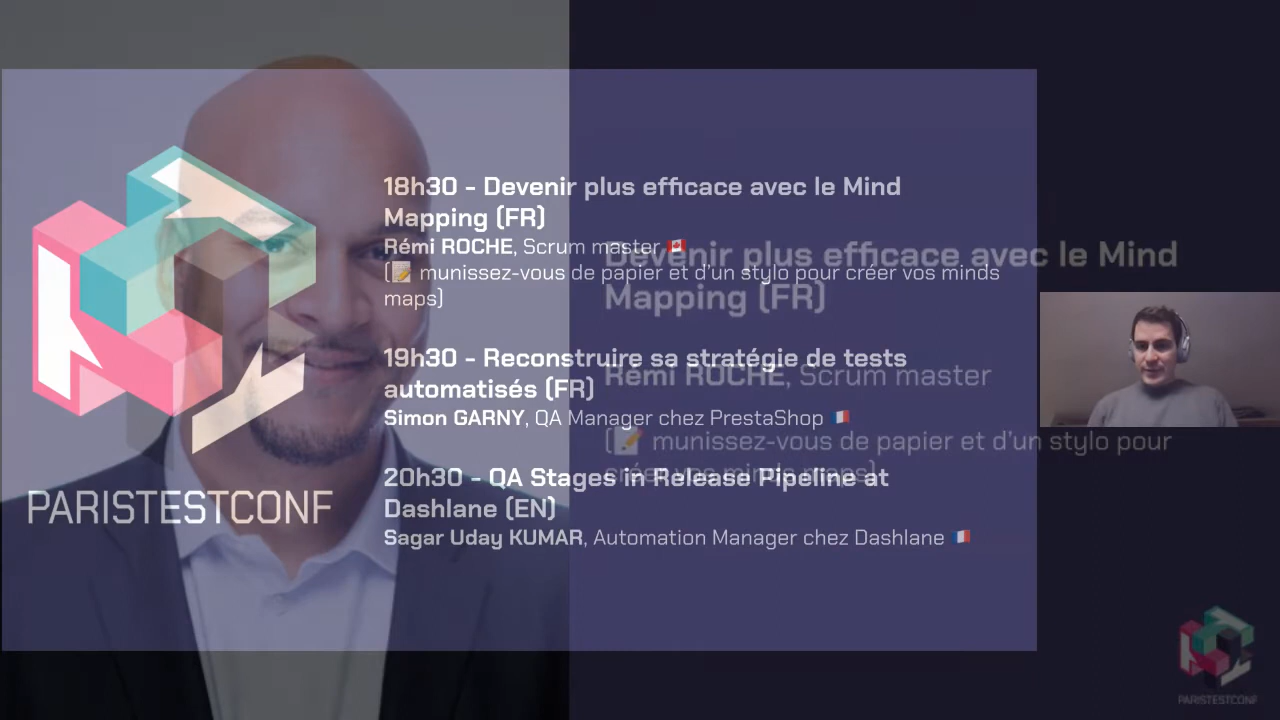 18h30 - Devenir plus efficace avec le Mind
Mapping (FR)
Rémi ROCHE, Scrum master 🇨🇦
(📝 munissez-vous de papier et d'un stylo pour créer vos minds
maps)
19h30 - Reconstruire sa stratégie de tests
automatisés (FR)
Simon GARNY, QA Manager chez PrestaShop 🇫🇷
20h30 - QA Stages in Release Pipeline at
Dashlane (EN)
Sagar Uday KUMAR, Automation Manager chez Dashlane 🇫🇷
PARISTESTCONF
Devenir plus efficace avec le Mind
Mapping (FR)
Rémi ROCHE, Scrum master
(📝 munissez-vous de papier et d'un stylo pour
créer vos minds maps)
PARISTESTCONF